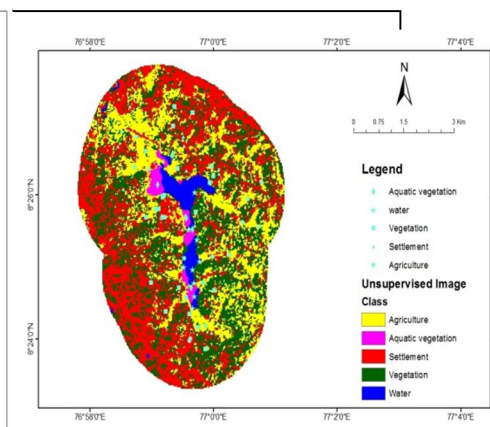 76°58'0"E 77°0'0"E 77°2'0"E 77°4'0"E
N
0 0.75 1.5 3 Km
8°26'0"N
8°24'0"N
Legend
Aquatic vegetation
water
Vegetation
Settlement
Agriculture
Unsupervised Image
Class
Agriculture
Aquatic vegetation
Settlement
Vegetation
Water
76°58'0"E 77°0'0"E 77°2'0"E 77°4'0"E